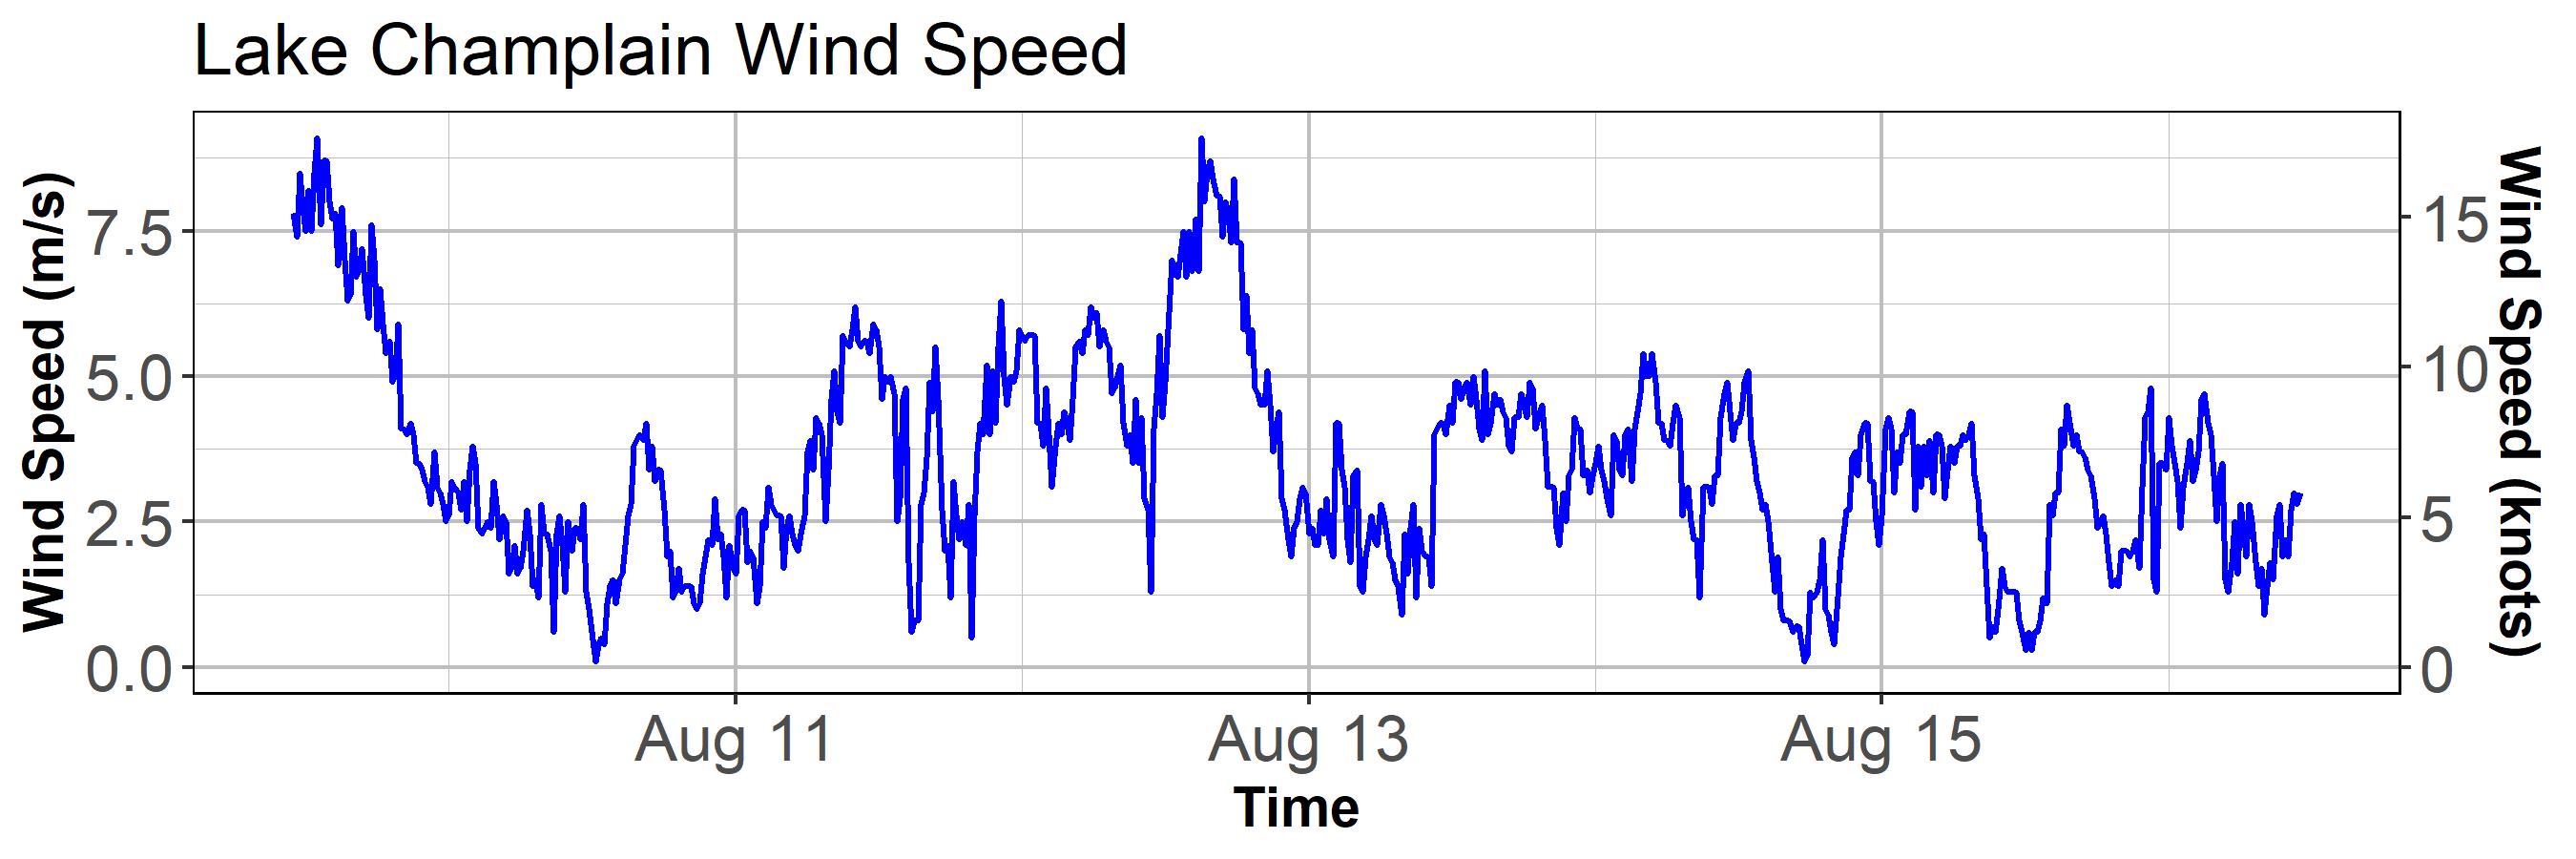 Lake Champlain Wind Speed
Wind Speed (m/s)
7.5
5.0
2.5
0.0
15
10
5
0
Wind Speed (knots)
Aug 11
Aug 13
Aug 15
Time